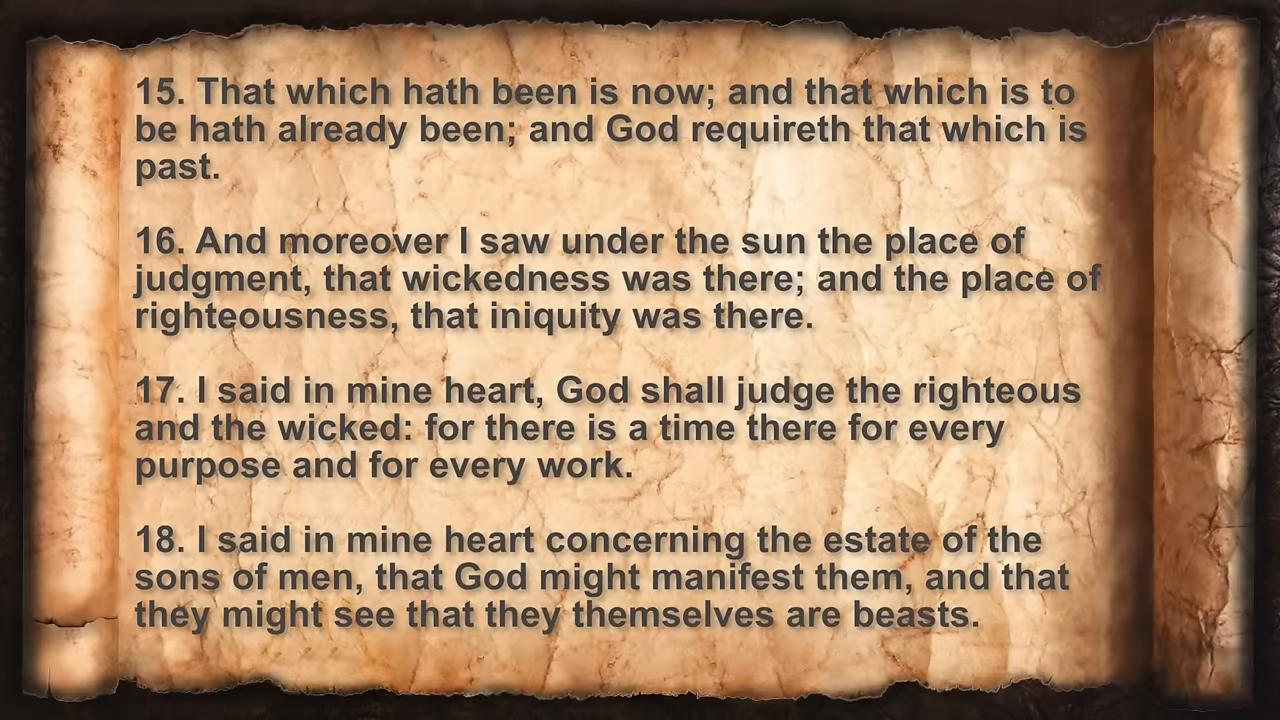 15. That which hath been is now; and that which is to
be hath already been; and God requireth that which is
past.
16. And moreover I saw under the sun the place of
judgment, that wickedness was there; and the place of
righteousness, that iniquity was there.
17. I said in mine heart, God shall judge the righteous
and the wicked: for there is a time there for every
purpose and for every work.
18. I said in mine heart concerning the estate of the
sons of men, that God might manifest them, and that
they might see that they themselves are beasts.